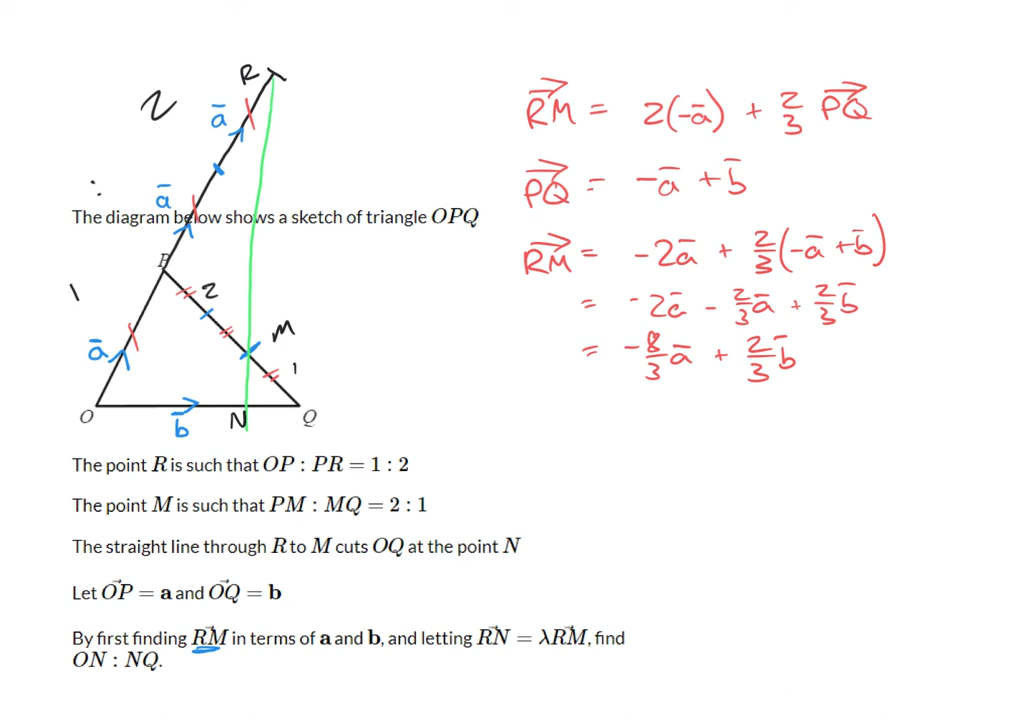 R
2
a̅
a̅
∴
The diagram below shows a sketch of triangle OPQ
P
1
2
M
a̅
1
O
N
Q
b̅
RM⃗ = 2(-a̅) + 2/3 PQ⃗
PQ⃗ = -a̅ + b̅
RM⃗ = -2a̅ + 2/3(-a̅ + b̅)
= -2a̅ - 2/3a̅ + 2/3b̅
= -8/3a̅ + 2/3b̅
The point R is such that OP : PR = 1 : 2
The point M is such that PM : MQ = 2 : 1
The straight line through R to M cuts OQ at the point N
Let OP⃗ = a and OQ⃗ = b
By first finding RM⃗ in terms of a and b, and letting RN⃗ = λRM⃗, find
ON : NQ.